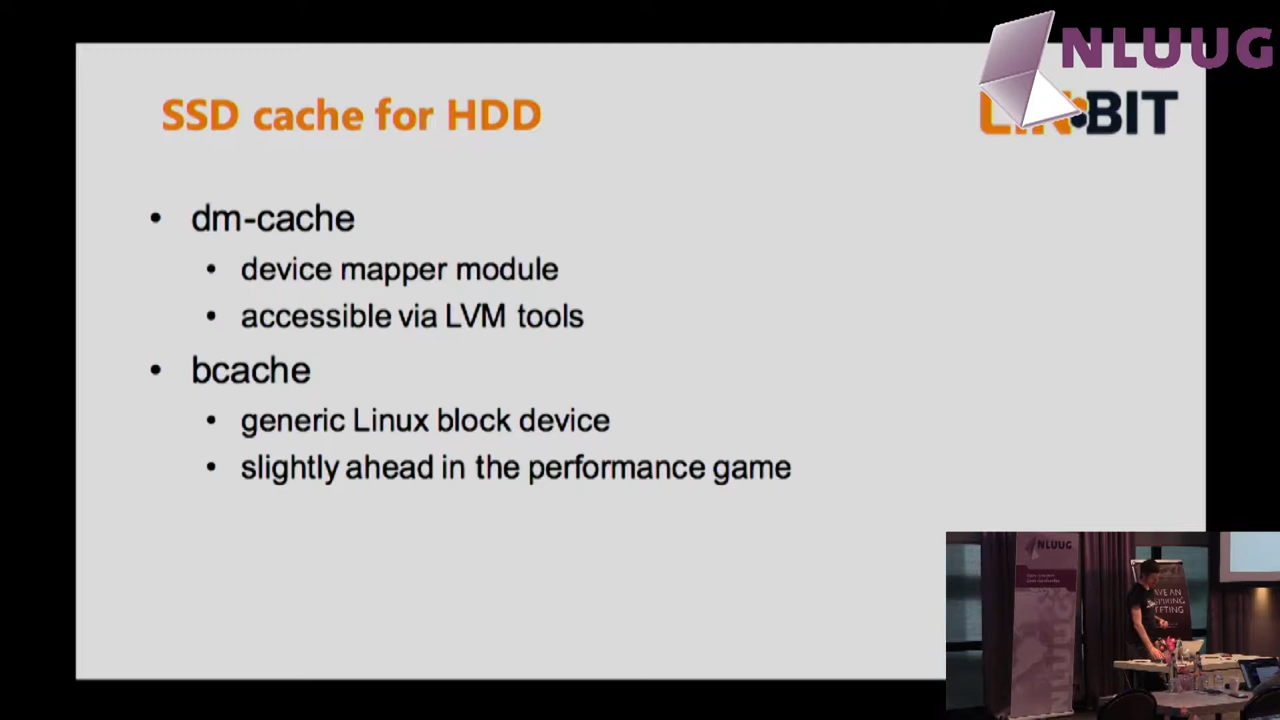 NLUUG
SSD cache for HDD
LINBIT
• dm-cache
• device mapper module
• accessible via LVM tools
• bcache
• generic Linux block device
• slightly ahead in the performance game
NLUUG